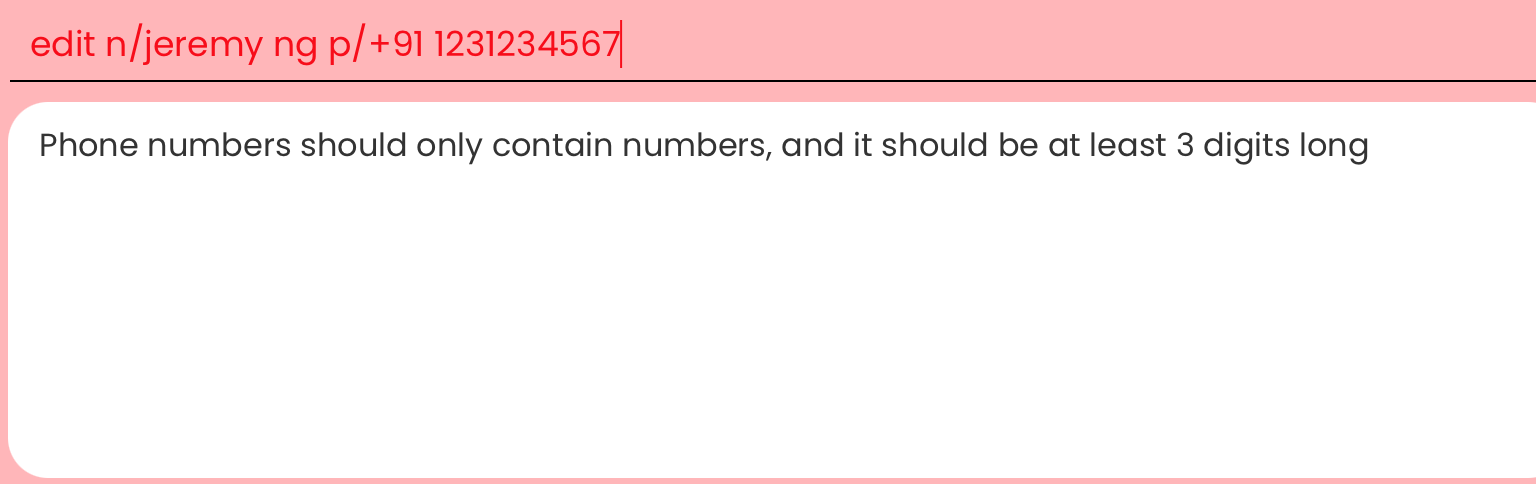 edit n/jeremy ng p/+91 1231234567
Phone numbers should only contain numbers, and it should be at least 3 digits long